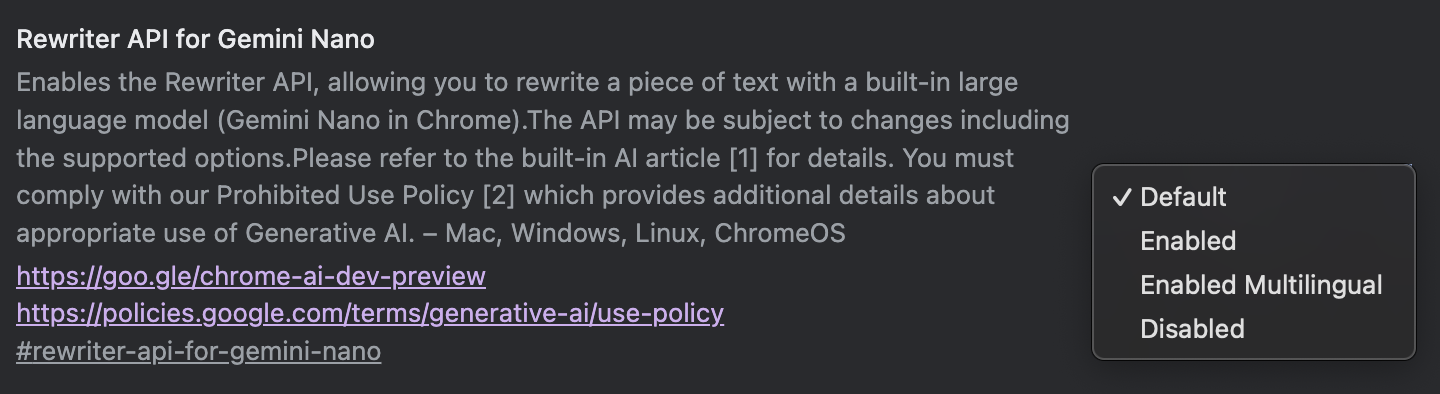 Rewriter API for Gemini Nano
Enables the Rewriter API, allowing you to rewrite a piece of text with a built-in large
language model (Gemini Nano in Chrome).The API may be subject to changes including
the supported options.Please refer to the built-in AI article [1] for details. You must
comply with our Prohibited Use Policy [2] which provides additional details about
appropriate use of Generative AI. – Mac, Windows, Linux, ChromeOS
https://goo.gle/chrome-ai-dev-preview
https://policies.google.com/terms/generative-ai/use-policy
#rewriter-api-for-gemini-nano
✓ Default
Enabled
Enabled Multilingual
Disabled